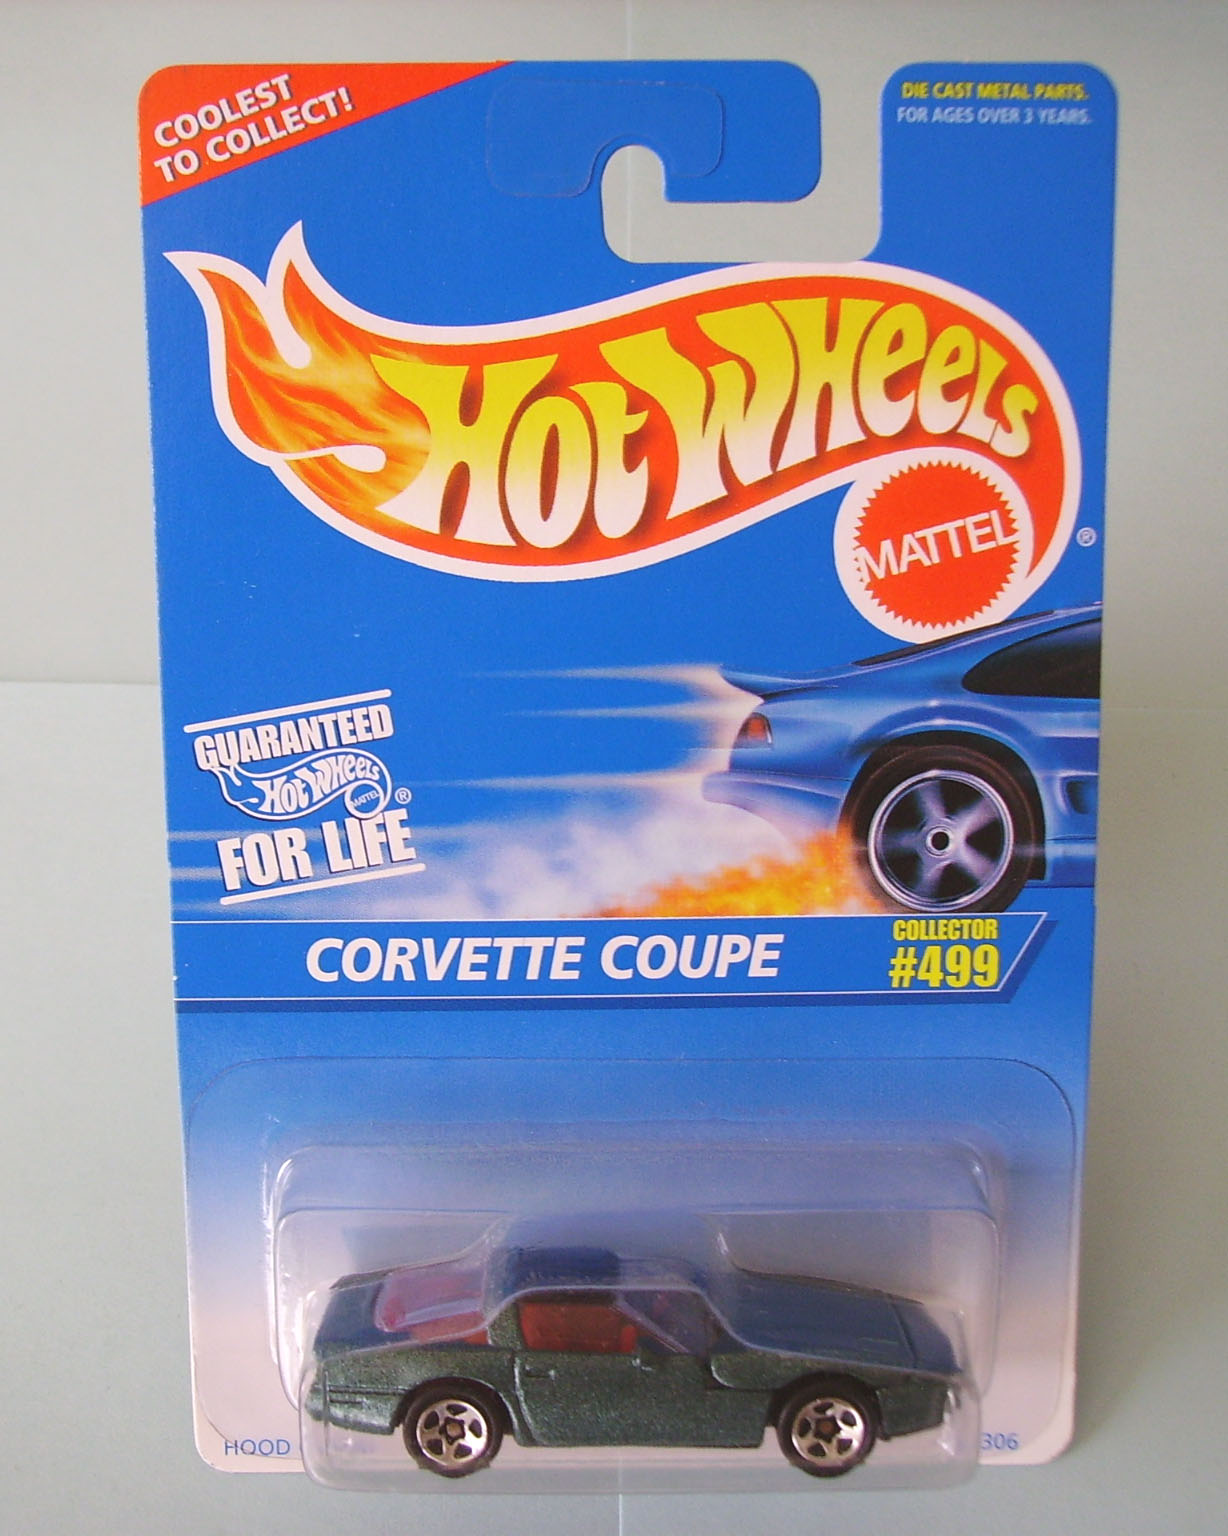 COOLEST
TO COLLECT!
DIE CAST METAL PARTS.
FOR AGES OVER 3 YEARS.
HOT WHEELS
MATTEL
®
GUARANTEED
HOT WHEELS
MATTEL
®
FOR LIFE
CORVETTE COUPE
COLLECTOR
#499
HOOD
306